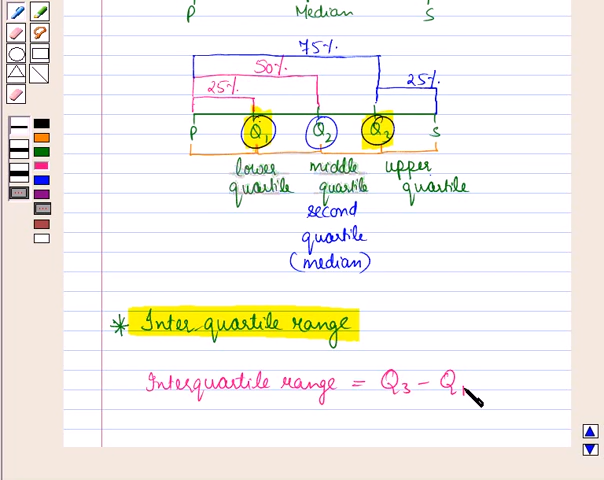 P Median S
75%
50%
25% 25%
P Q1 Q2 Q3 S
lower middle upper
quartile quartile quartile
second
quartile
(median)
* Inter quartile range
Interquartile range = Q3 - Q1